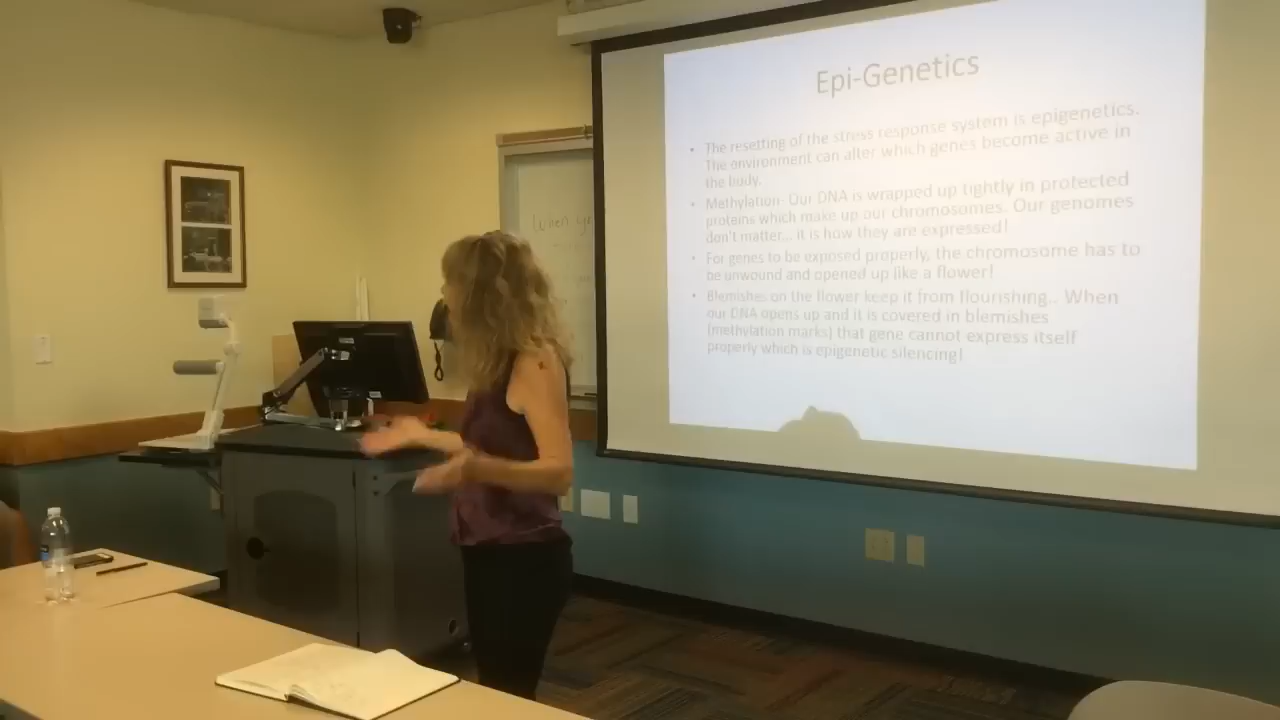 Epi-Genetics
• The resetting of the stress response system is epigenetics.
The environment can alter which genes become active in
the body.
• Methylation- Our DNA is wrapped up tightly in protected
proteins which make up our chromosomes. Our genomes
don't matter... it is how they are expressed!
• For genes to be exposed properly, the chromosome has to
be unwound and opened up like a flower!
• Blemishes on the flower keep it from flourishing.. When
our DNA opens up and it is covered in blemishes
(methylation marks) that gene cannot express itself
properly which is epigenetic silencing!
When